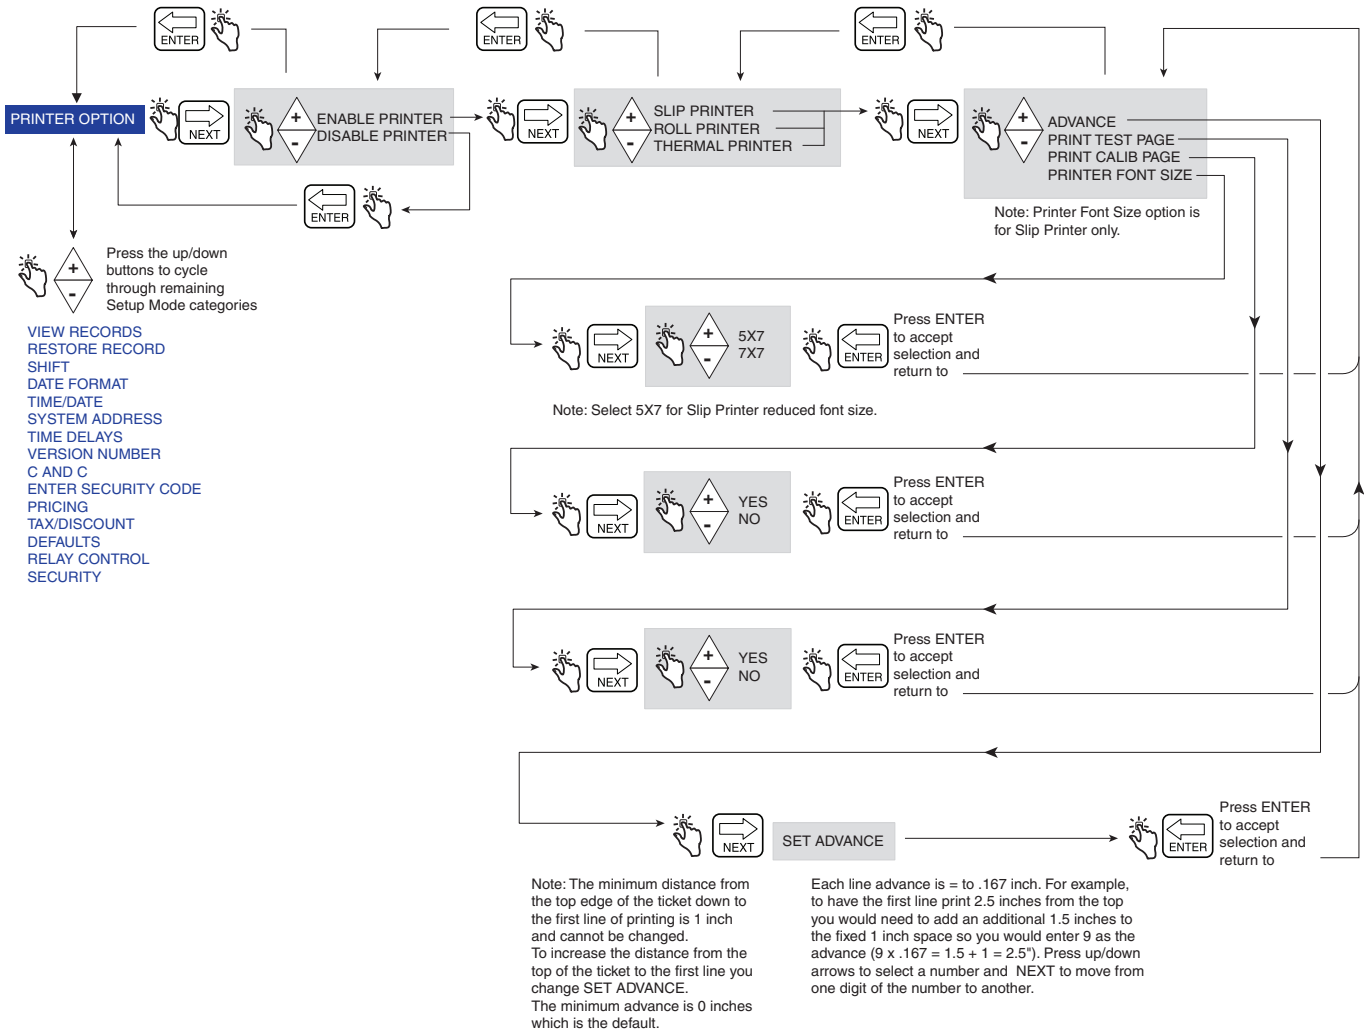 ENTER
ENTER
ENTER
PRINTER OPTION
NEXT
+
-
ENABLE PRINTER
DISABLE PRINTER
NEXT
+
-
SLIP PRINTER
ROLL PRINTER
THERMAL PRINTER
NEXT
+
-
ADVANCE
PRINT TEST PAGE
PRINT CALIB PAGE
PRINTER FONT SIZE
ENTER
Note: Printer Font Size option is
for Slip Printer only.
+
-
Press the up/down
buttons to cycle
through remaining
Setup Mode categories
VIEW RECORDS
RESTORE RECORD
SHIFT
DATE FORMAT
TIME/DATE
SYSTEM ADDRESS
TIME DELAYS
VERSION NUMBER
C AND C
ENTER SECURITY CODE
PRICING
TAX/DISCOUNT
DEFAULTS
RELAY CONTROL
SECURITY
NEXT
+
-
5X7
7X7
ENTER
Press ENTER
to accept
selection and
return to
Note: Select 5X7 for Slip Printer reduced font size.
NEXT
+
-
YES
NO
ENTER
Press ENTER
to accept
selection and
return to
NEXT
+
-
YES
NO
ENTER
Press ENTER
to accept
selection and
return to
NEXT
SET ADVANCE
ENTER
Press ENTER
to accept
selection and
return to
Note: The minimum distance from
the top edge of the ticket down to
the first line of printing is 1 inch
and cannot be changed.
To increase the distance from the
top of the ticket to the first line you
change SET ADVANCE.
The minimum advance is 0 inches
which is the default.
Each line advance is = to .167 inch. For example,
to have the first line print 2.5 inches from the top
you would need to add an additional 1.5 inches to
the fixed 1 inch space so you would enter 9 as the
advance (9 x .167 = 1.5 + 1 = 2.5"). Press up/down
arrows to select a number and NEXT to move from
one digit of the number to another.